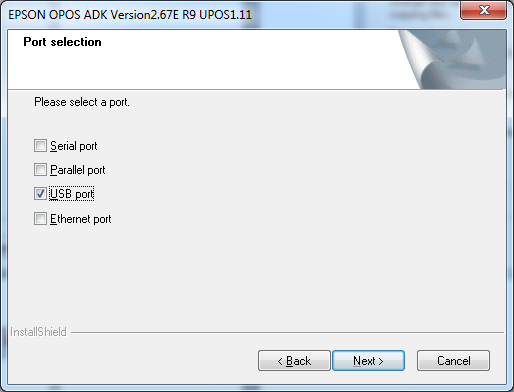 EPSON OPOS ADK Version2.67E R9 UPOS1.11
Port selection
Please select a port.
Serial port
Parallel port
USB port
Ethernet port
InstallShield
< Back
Next >
Cancel